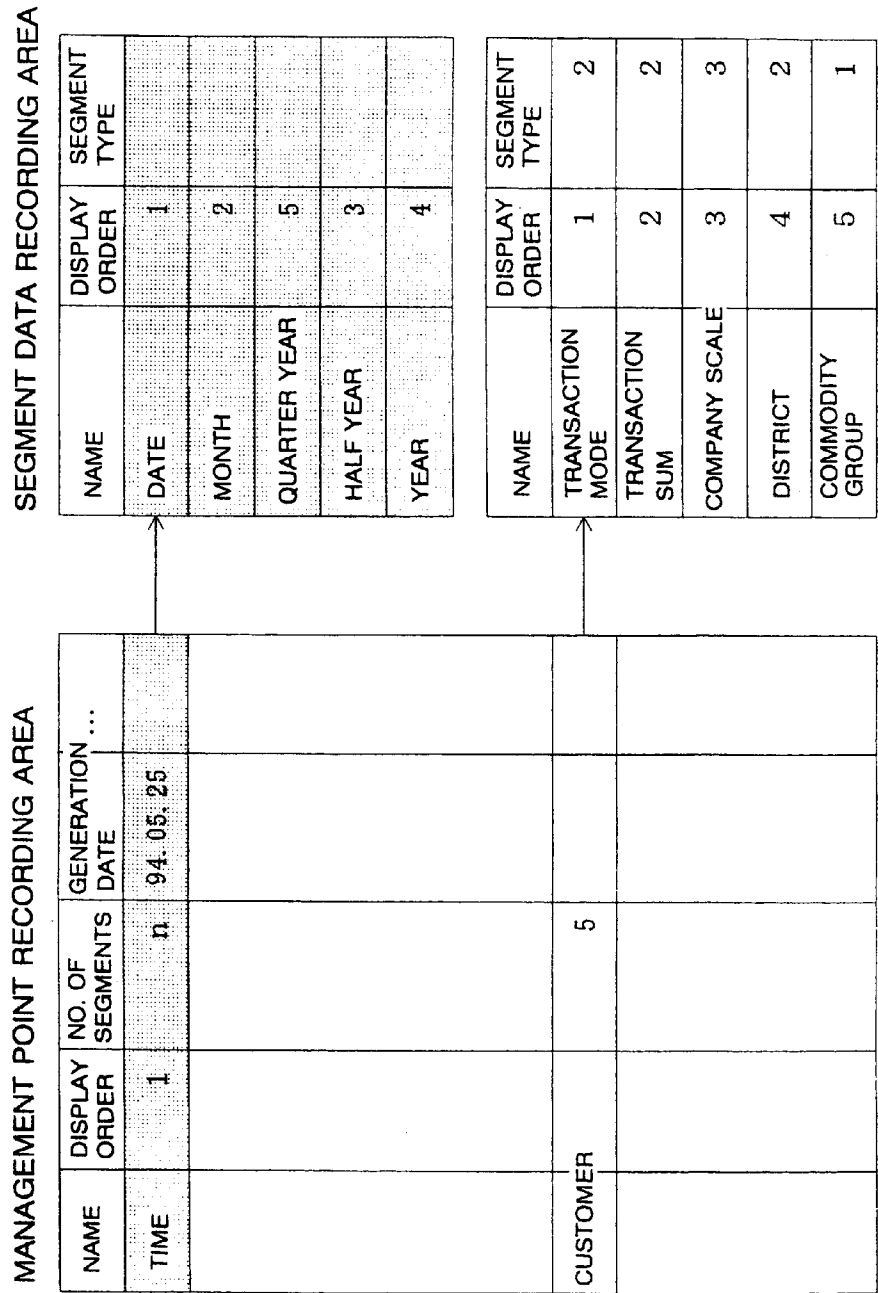 MANAGEMENT POINT RECORDING AREA
NAME
DISPLAY
ORDER
NO. OF
SEGMENTS
GENERATION
DATE
...
TIME
1
n
94.05.25
CUSTOMER
5
SEGMENT DATA RECORDING AREA
NAME
DISPLAY
ORDER
SEGMENT
TYPE
DATE
1
MONTH
2
QUARTER YEAR
5
HALF YEAR
3
YEAR
4
NAME
DISPLAY
ORDER
SEGMENT
TYPE
TRANSACTION
MODE
1
2
TRANSACTION
SUM
2
2
COMPANY SCALE
3
3
DISTRICT
4
2
COMMODITY
GROUP
5
1